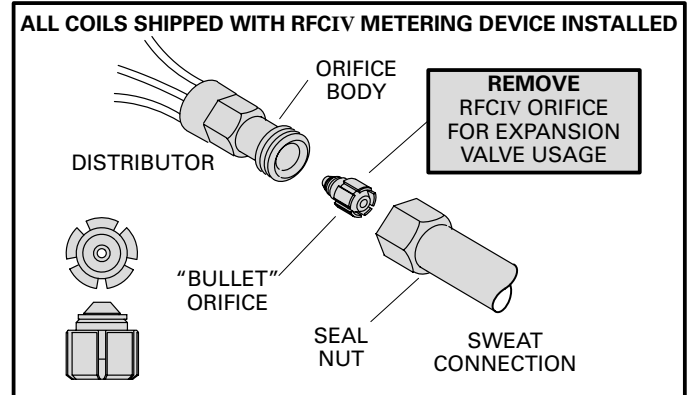 ALL COILS SHIPPED WITH RFCIV METERING DEVICE INSTALLED
ORIFICE
BODY
REMOVE
RFCIV ORIFICE
FOR EXPANSION
VALVE USAGE
DISTRIBUTOR
“BULLET”
ORIFICE
SEAL
NUT
SWEAT
CONNECTION